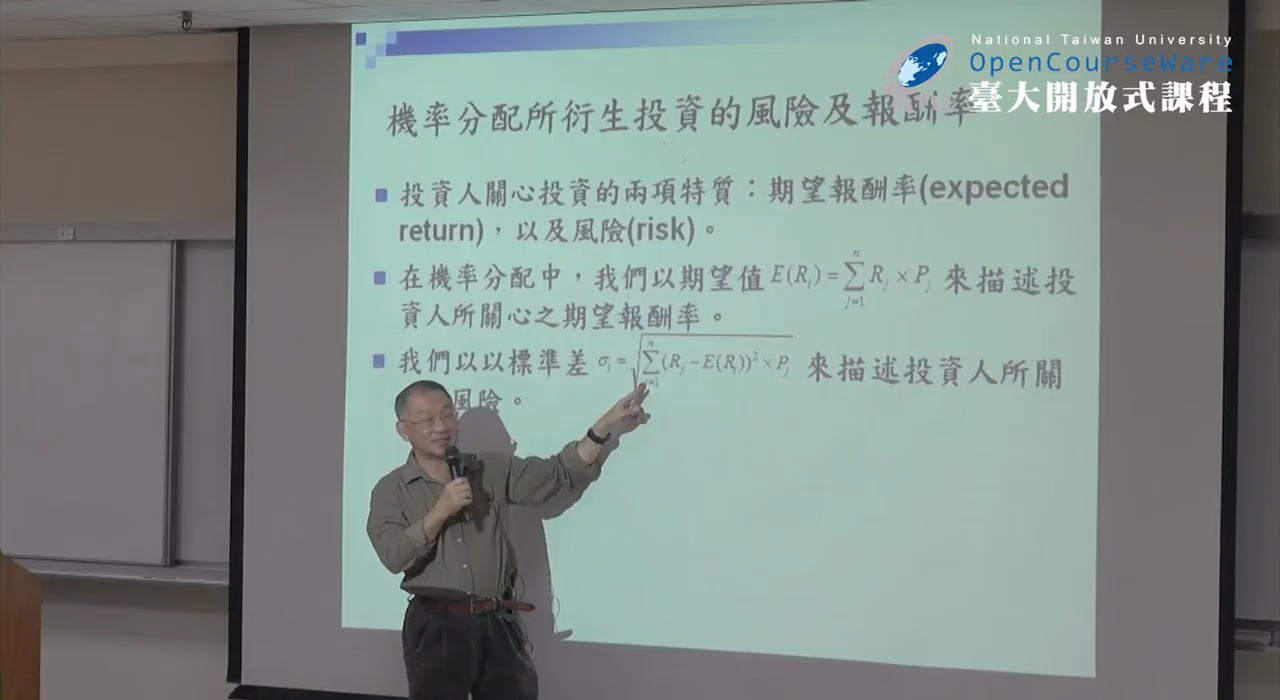 National Taiwan University
OpenCourseWare
臺大開放式課程
機率分配所衍生投資的風險及報酬率
投資人關心投資的兩項特質：期望報酬率(expected
return)，以及風險(risk)。
在機率分配中，我們以期望值 E(R_i) = \sum_{j=1}^{n} R_j × P_j 來描述投
資人所關心之期望報酬率。
我們以以標準差 σ_i = \sqrt{\sum_{j=1}^{n} (R_j − E(R_i))^2 × P_j} 來描述投資人所關
風險。